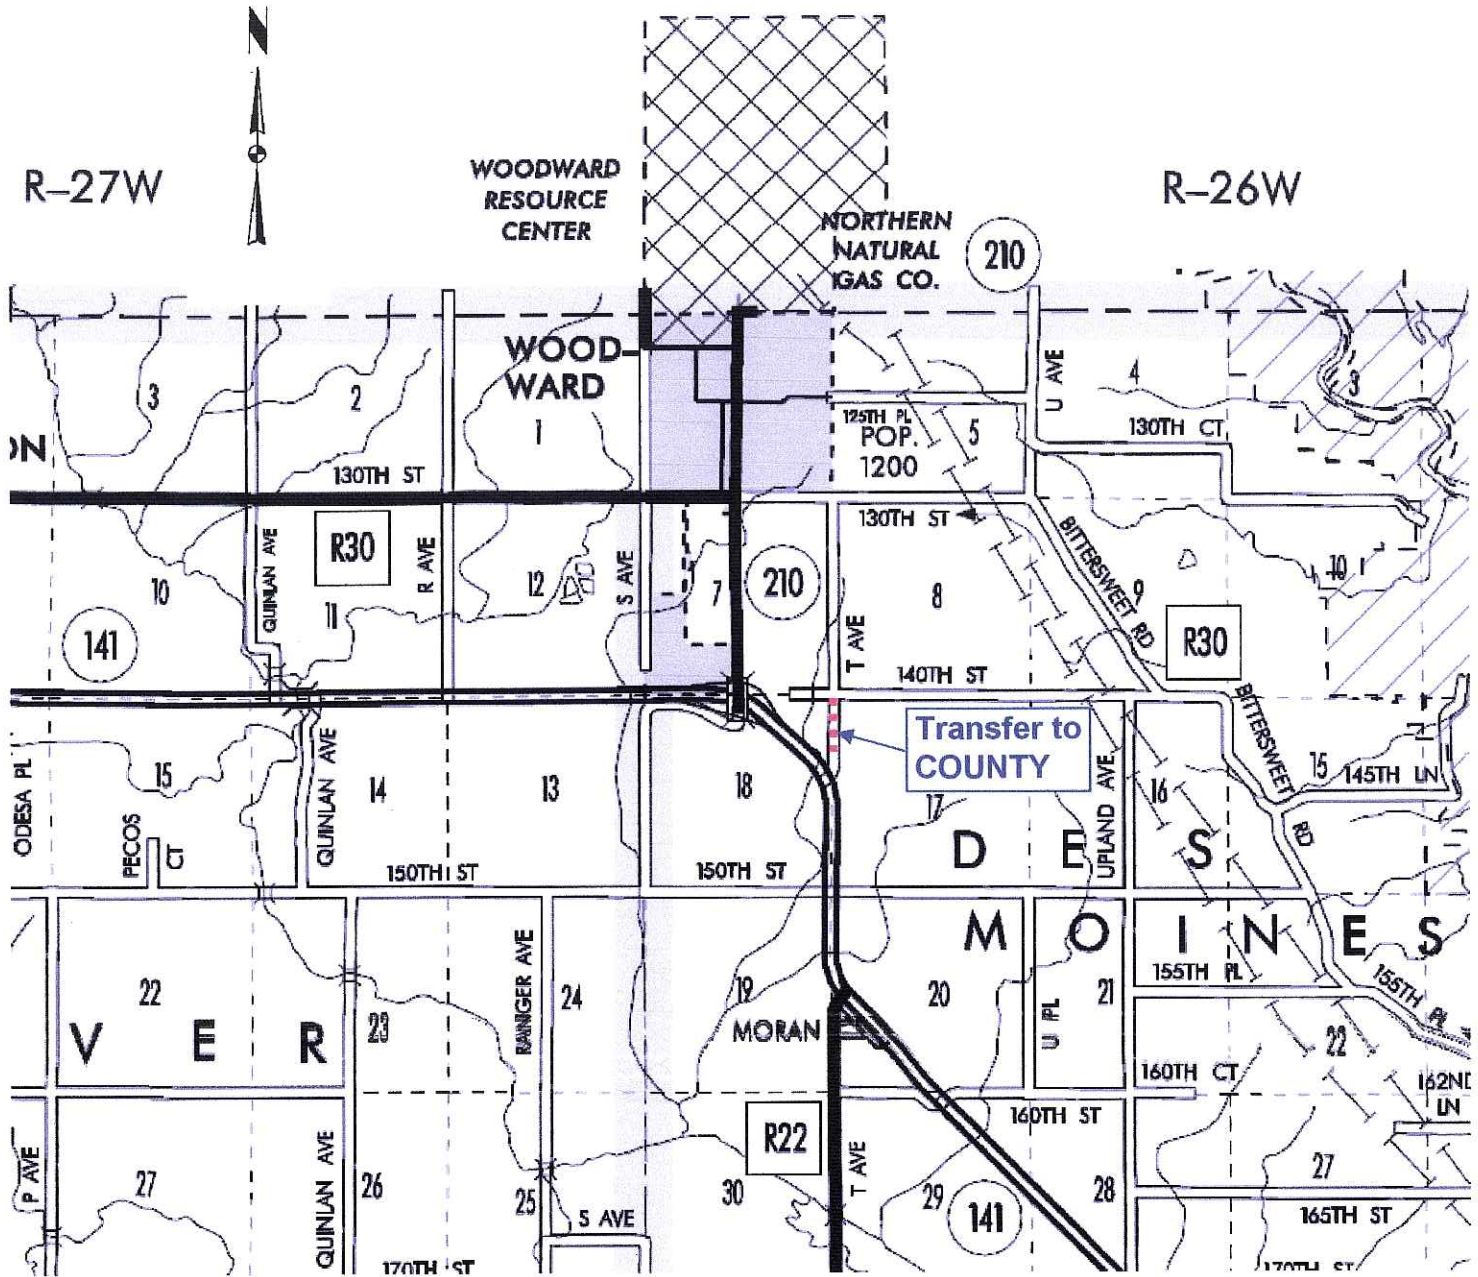 N
R-27W
WOODWARD
RESOURCE
CENTER
R-26W
NORTHERN
NATURAL
GAS CO.
210
WOOD-
WARD
3
2
1
U AVE
4
3
125TH PL
POP.
1200
5
130TH CT
ON
130TH ST
130TH ST
R30
QUINLAN AVE
R AVE
10
11
12
S AVE
7
210
8
T AVE
BITTERSWEET RD
9
10
R30
141
140TH ST
BITTERSWEET
RD
Transfer to
COUNTY
ODESA PL
15
QUINLAN AVE
14
13
18
17
UPLAND AVE
16
15
145TH LN
PECOS
CT
150TH ST
150TH ST
D E S
M O I N E S
RANGER AVE
155TH PL
155TH PL
22
23
24
19
20
21
22
V E R
MORAN
U PL
160TH CT
160TH ST
162ND
LN
R22
T AVE
P AVE
27
QUINLAN AVE
26
25
S AVE
30
29
141
28
27
165TH ST
170TH ST
170TH ST